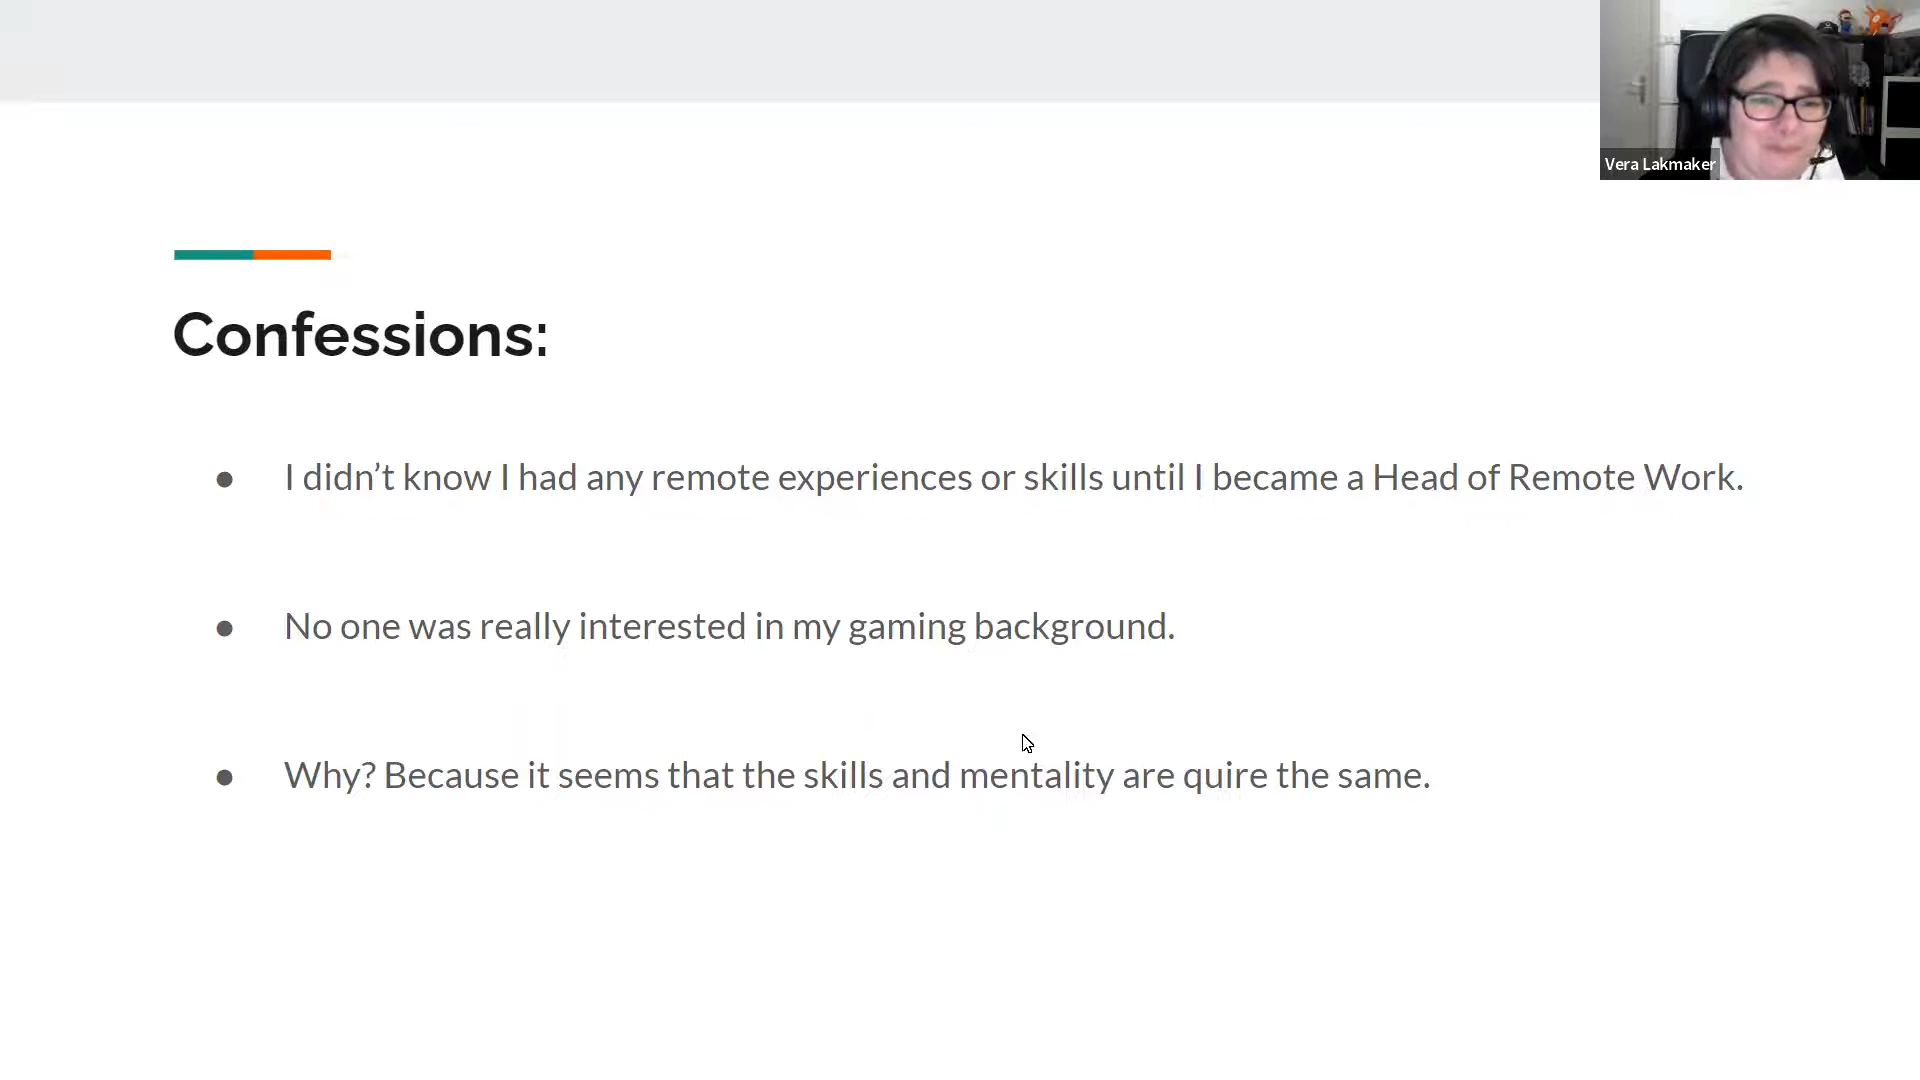 Vera Lakmaker
Confessions:
● I didn’t know I had any remote experiences or skills until I became a Head of Remote Work.
● No one was really interested in my gaming background.
● Why? Because it seems that the skills and mentality are quire the same.